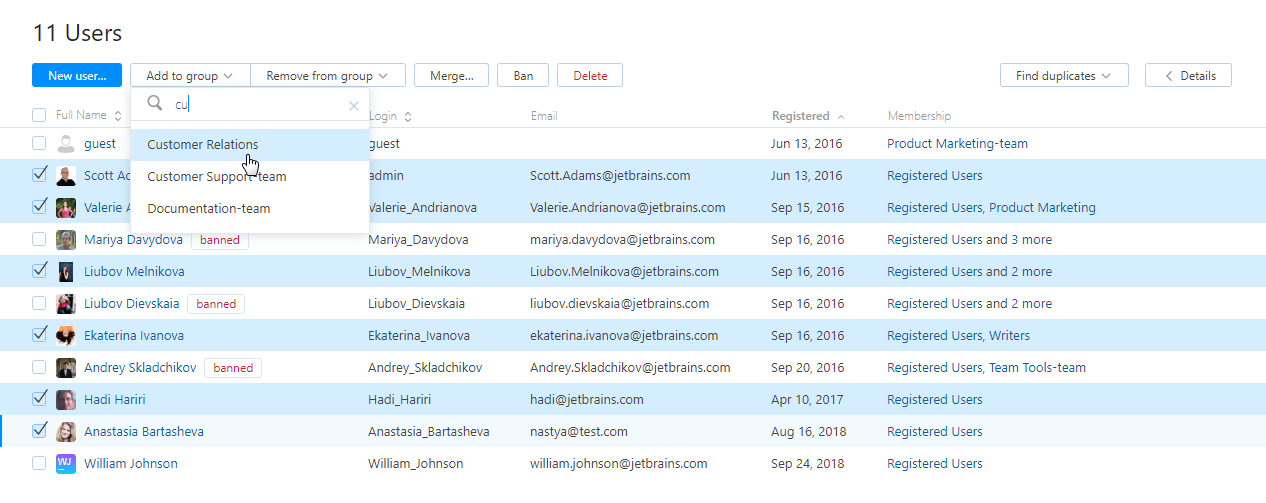 11 Users
New user... Add to group Remove from group Merge... Ban Delete Find duplicates Details
cu
Customer Relations
Customer Support-team
Documentation-team
Full Name Login Email Registered Membership
guest guest Jun 13, 2016 Product Marketing-team
Scott Ad admin Scott.Adams@jetbrains.com Jun 13, 2016 Registered Users
Valerie A Valerie_Andrianova Valerie.Andrianova@jetbrains.com Sep 15, 2016 Registered Users, Product Marketing
Mariya Davydova banned Mariya_Davydova mariya.davydova@jetbrains.com Sep 16, 2016 Registered Users and 3 more
Liubov Melnikova Liubov_Melnikova Liubov.Melnikova@jetbrains.com Sep 16, 2016 Registered Users and 2 more
Liubov Dievskaia banned Liubov_Dievskaia liubov.dievskaia@jetbrains.com Sep 16, 2016 Registered Users and 2 more
Ekaterina Ivanova Ekaterina_Ivanova ekaterina.ivanova@jetbrains.com Sep 16, 2016 Registered Users, Writers
Andrey Skladchikov banned Andrey_Skladchikov Andrey.Skladchikov@jetbrains.com Sep 20, 2016 Registered Users, Team Tools-team
Hadi Hariri Hadi_Hariri hadi@jetbrains.com Apr 10, 2017 Registered Users
Anastasia Bartasheva Anastasia_Bartasheva nastya@test.com Aug 16, 2018 Registered Users
WJ William Johnson William_Johnson william.johnson@jetbrains.com Sep 24, 2018 Registered Users